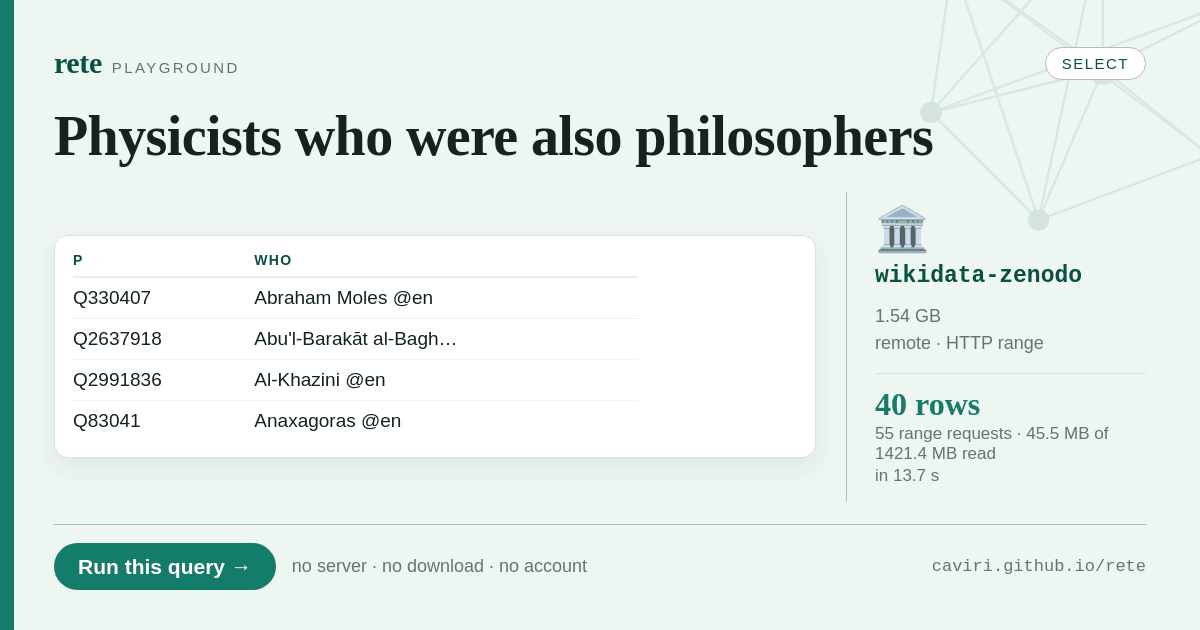 rete PLAYGROUND
SELECT
Physicists who were also philosophers
P WHO
Q330407 Abraham Moles @en
Q2637918 Abu'l-Barakāt al-Bagh…
Q2991836 Al-Khazini @en
Q83041 Anaxagoras @en
wikidata-zenodo
1.54 GB
remote · HTTP range
40 rows
55 range requests · 45.5 MB of
1421.4 MB read
in 13.7 s
Run this query →
no server · no download · no account
caviri.github.io/rete